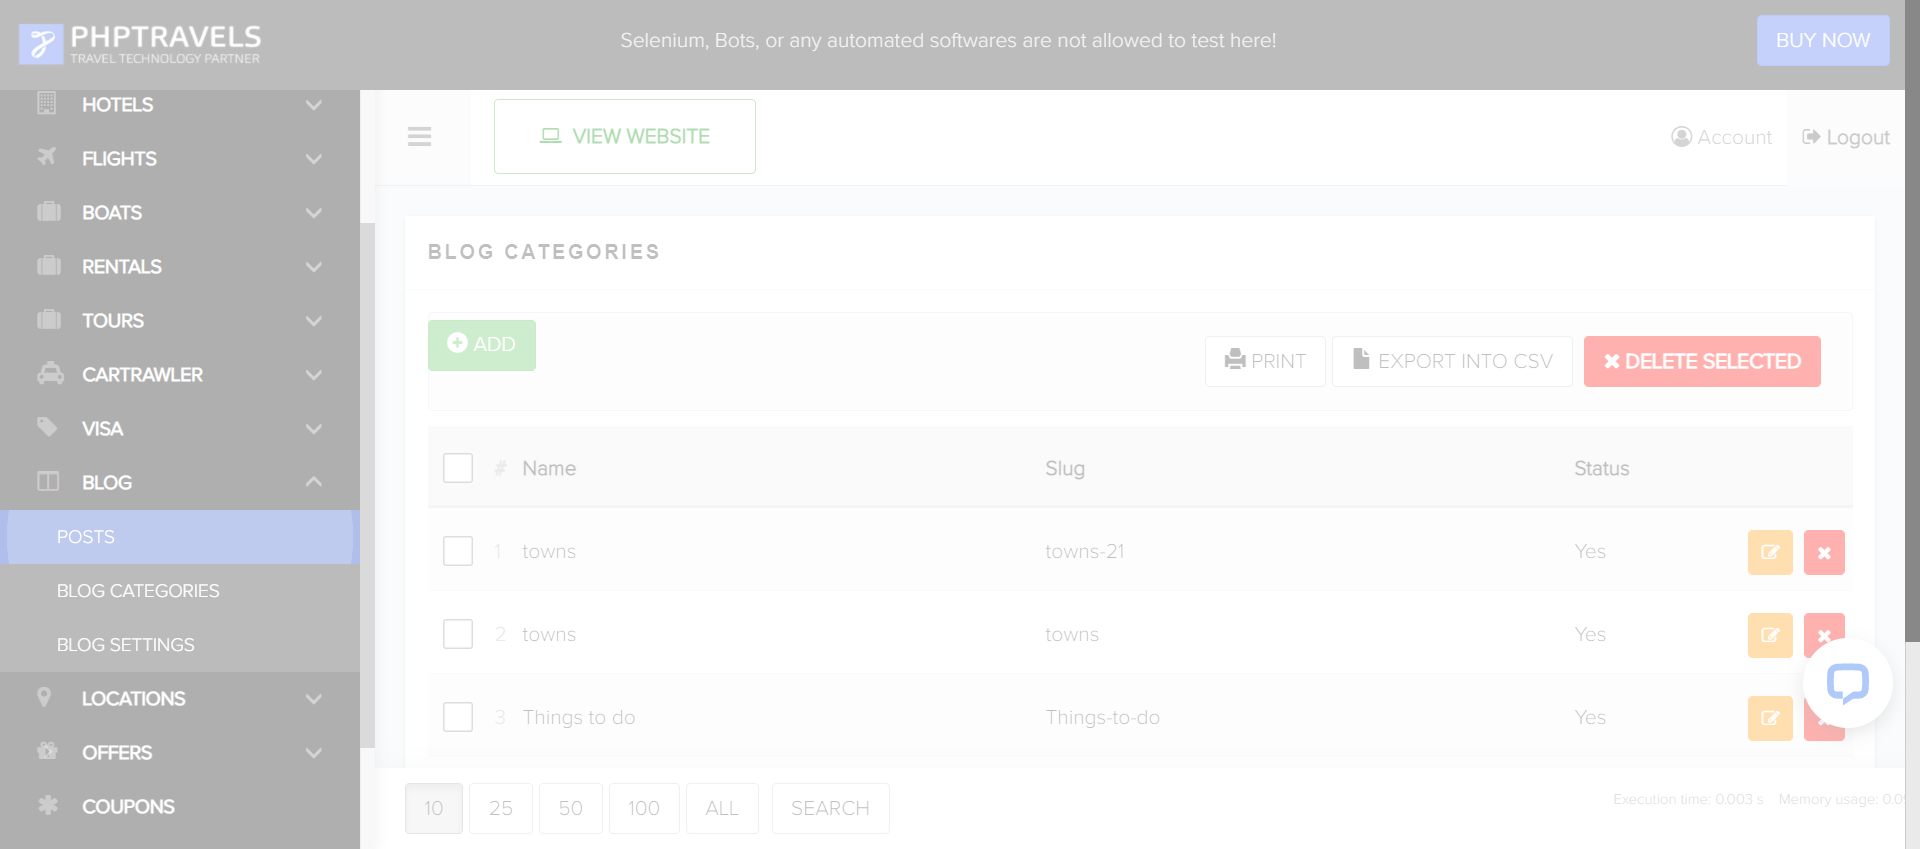 PHPTRAVELS
TRAVEL TECHNOLOGY PARTNER
Selenium, Bots, or any automated softwares are not allowed to test here!
BUY NOW
HOTELS
FLIGHTS
BOATS
RENTALS
TOURS
CARTRAWLER
VISA
BLOG
POSTS
BLOG CATEGORIES
BLOG SETTINGS
LOCATIONS
OFFERS
COUPONS
VIEW WEBSITE
Account
Logout
BLOG CATEGORIES
ADD
PRINT
EXPORT INTO CSV
DELETE SELECTED
# Name Slug Status
1 towns towns-21 Yes
2 towns towns Yes
3 Things to do Things-to-do Yes
10 25 50 100 ALL SEARCH
Execution time: 0.003 s Memory usage: